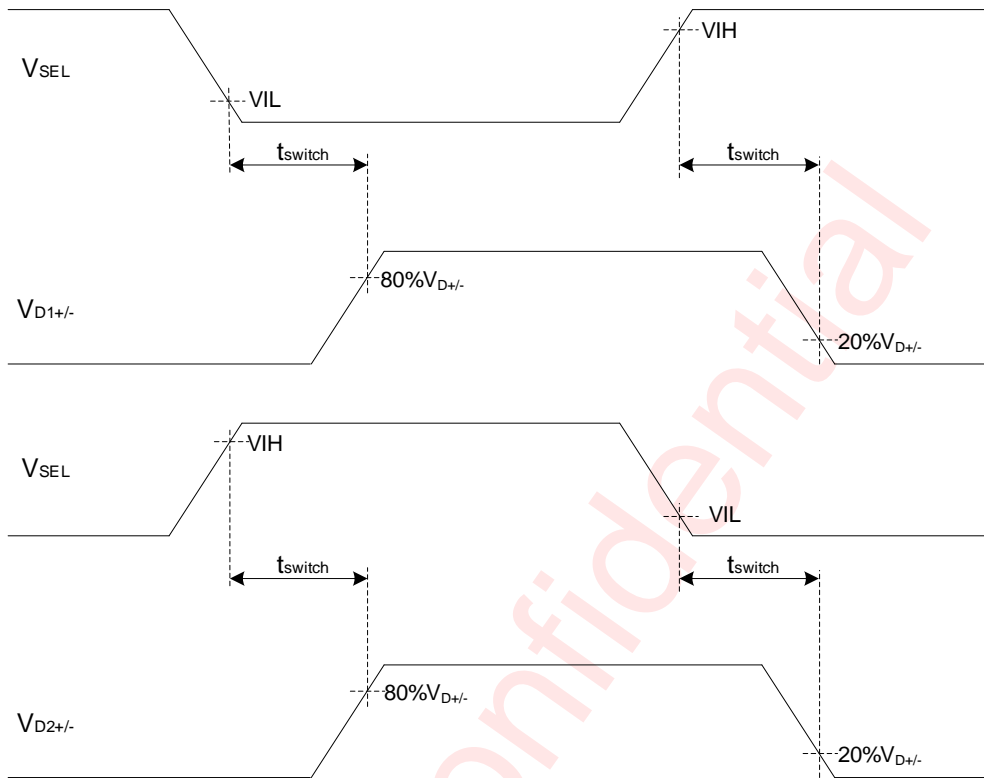 VSEL
VIH
VIL
tswitch
tswitch
VD1+/-
80%VD+/-
20%VD+/-
VSEL
VIH
VIL
tswitch
tswitch
VD2+/-
80%VD+/-
20%VD+/-
onfidential